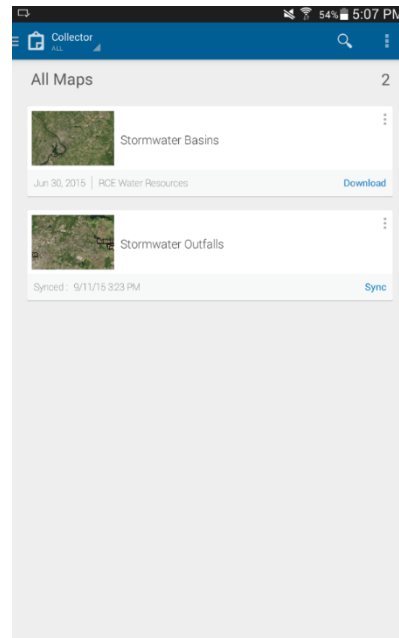 54% 5:07 PM
Collector
ALL
All Maps 2
Stormwater Basins
Jun 30, 2015 | RCE Water Resources Download
Stormwater Outfalls
Synced : 9/11/15 3:23 PM Sync